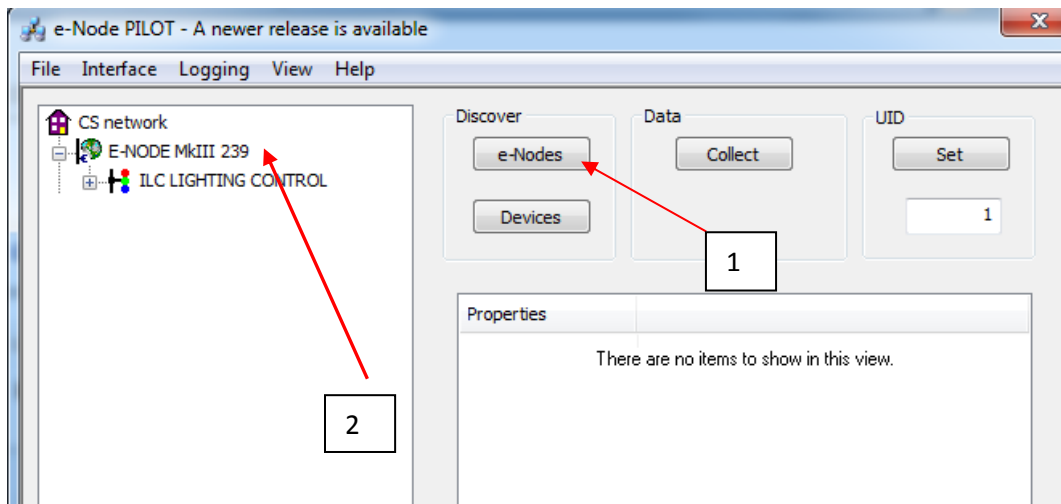 e-Node PILOT - A newer release is available
File Interface Logging View Help
CS network
E-NODE MkIII 239
ILC LIGHTING CONTROL
Discover
e-Nodes
Devices
Data
Collect
UID
Set
1
1
Properties
There are no items to show in this view.
2